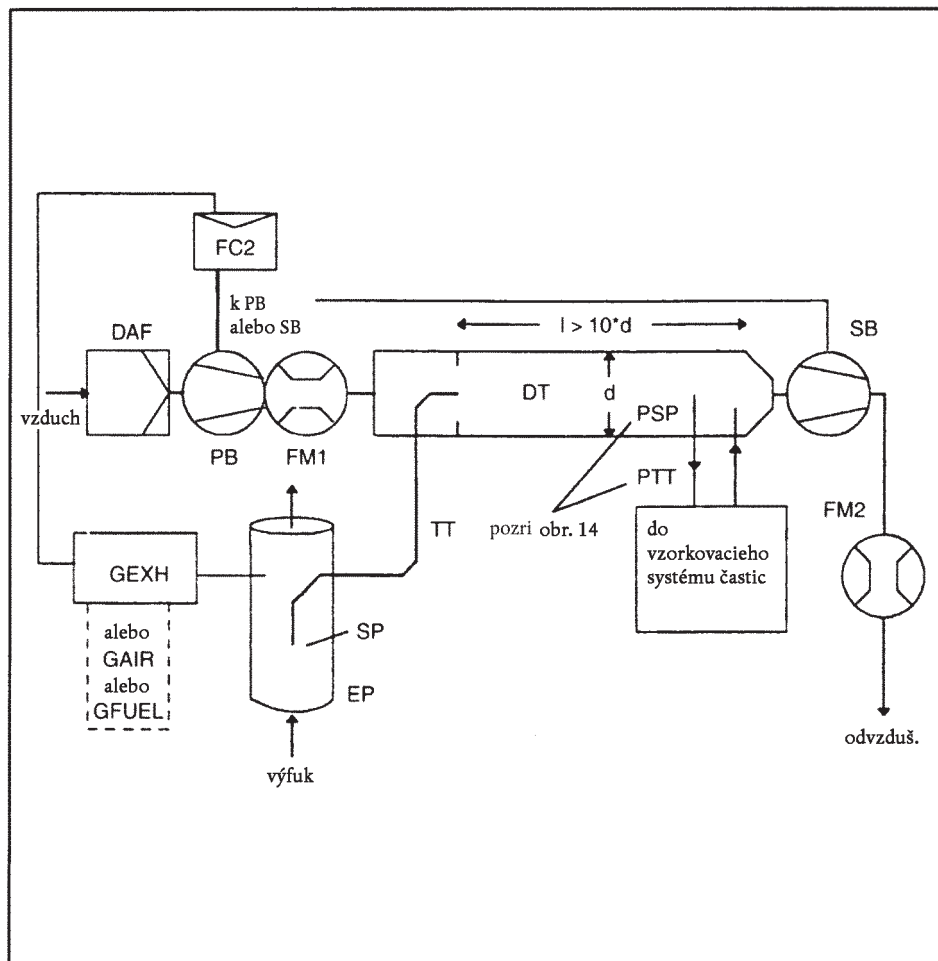 FC2
k PB
alebo SB
l > 10*d
SB
DAF
DT
d
vzduch
PSP
PB
FM1
PTT
FM2
TT
pozri obr. 14
do
vzorkovacieho
systému častic
GEXH
alebo
GAIR
alebo
GFUEL
SP
EP
odvzduš.
výfuk